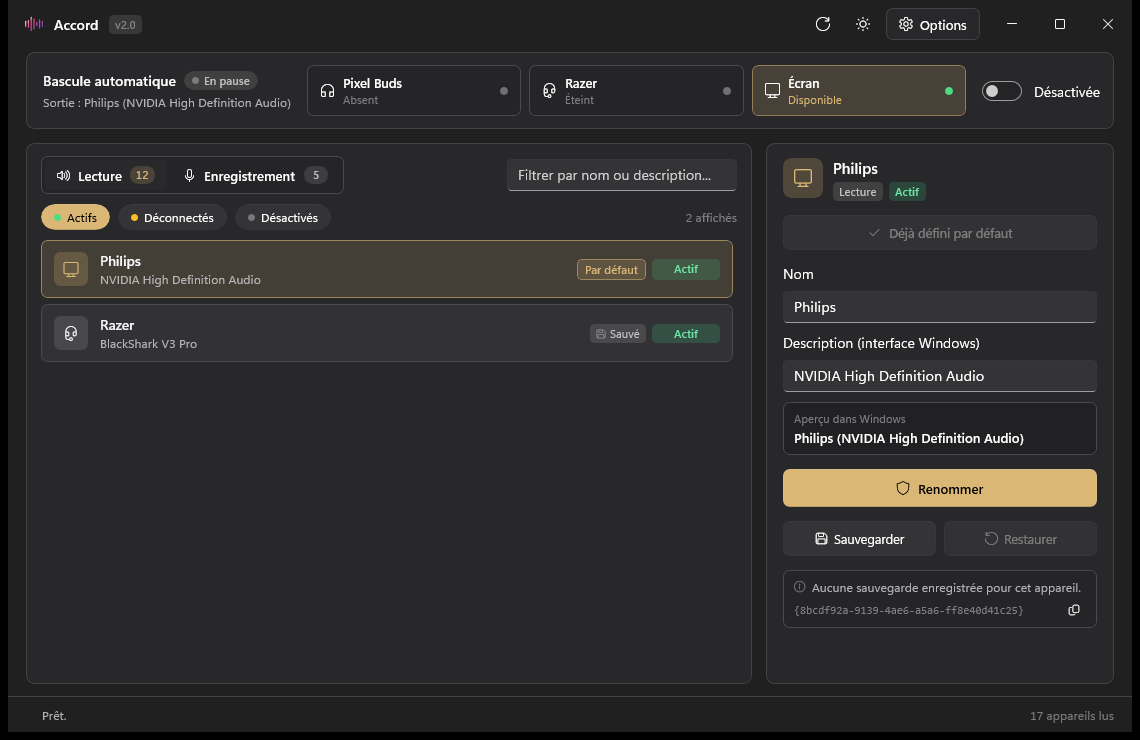 Accord v2.0
Options
Bascule automatique En pause
Sortie : Philips (NVIDIA High Definition Audio)
Pixel Buds
Absent
Razer
Éteint
Écran
Disponible
Désactivée
Lecture 12
Enregistrement 5
Filtrer par nom ou description...
Actifs
Déconnectés
Désactivés
2 affichés
Philips
NVIDIA High Definition Audio
Par défaut
Actif
Razer
BlackShark V3 Pro
Sauvé
Actif
Philips
Lecture Actif
Déjà défini par défaut
Nom
Philips
Description (interface Windows)
NVIDIA High Definition Audio
Aperçu dans Windows
Philips (NVIDIA High Definition Audio)
Renommer
Sauvegarder
Restaurer
Aucune sauvegarde enregistrée pour cet appareil.
{8bcdf92a-9139-4ae6-a5a6-ff8e40d41c25}
Prêt.
17 appareils lus